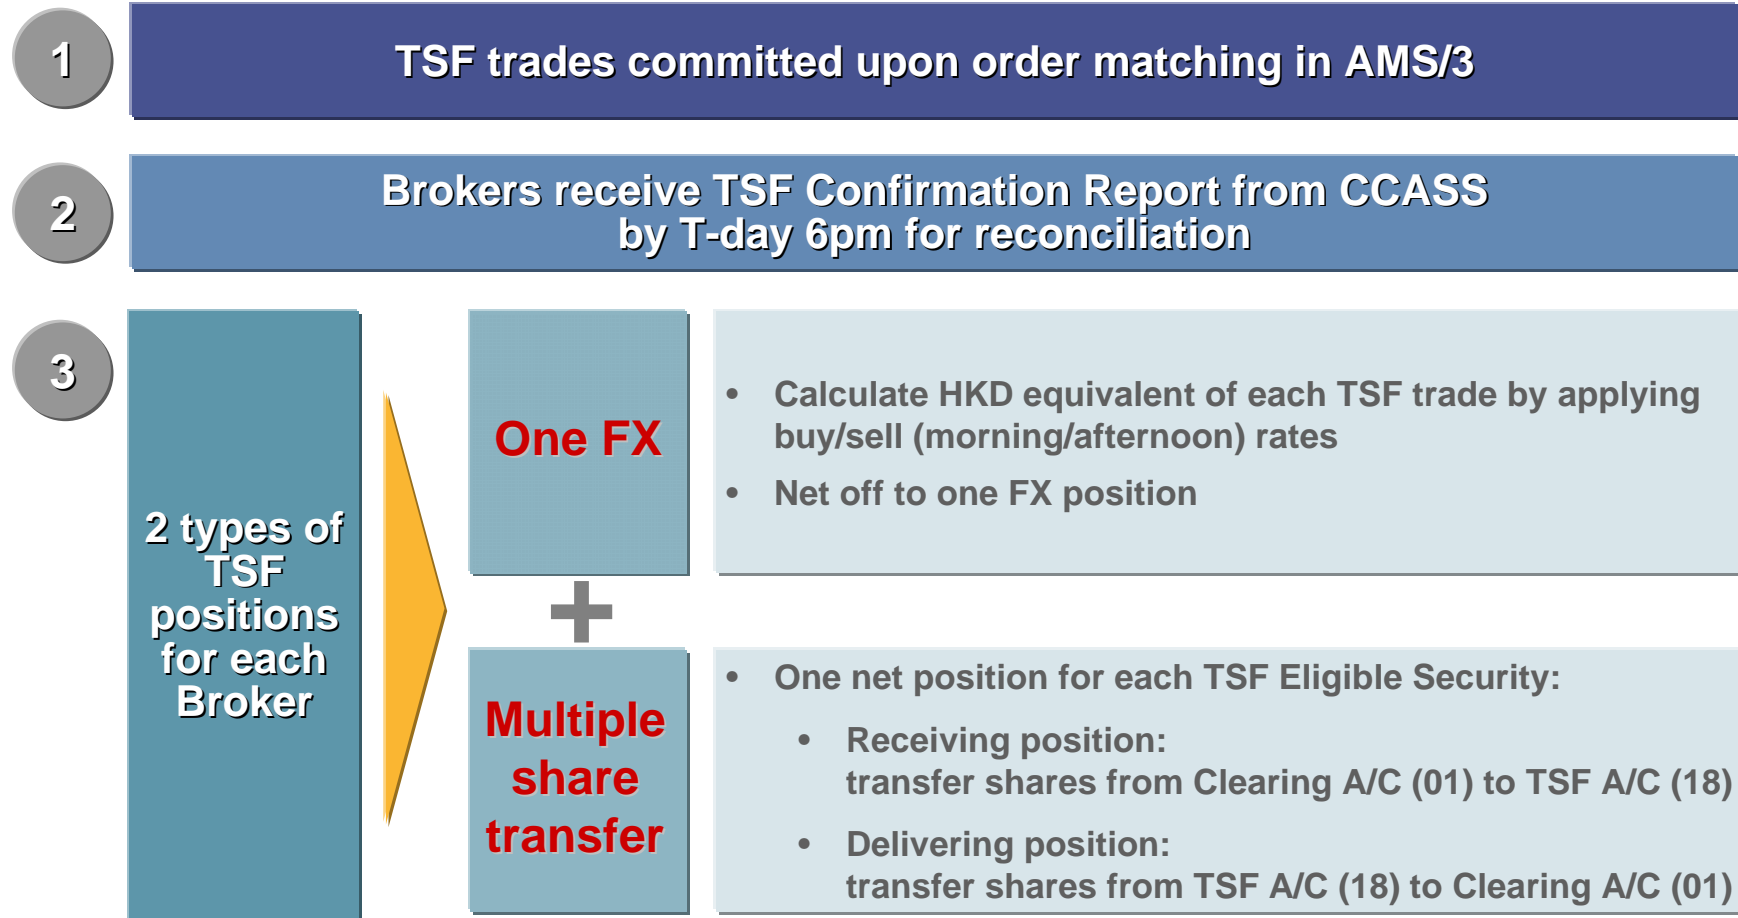 1
TSF trades committed upon order matching in AMS/3
2
Brokers receive TSF Confirmation Report from CCASS
by T-day 6pm for reconciliation
3
2 types of
TSF
positions
for each
Broker
One FX
• Calculate HKD equivalent of each TSF trade by applying
buy/sell (morning/afternoon) rates
• Net off to one FX position
+
Multiple
share
transfer
• One net position for each TSF Eligible Security:
• Receiving position:
transfer shares from Clearing A/C (01) to TSF A/C (18)
• Delivering position:
transfer shares from TSF A/C (18) to Clearing A/C (01)